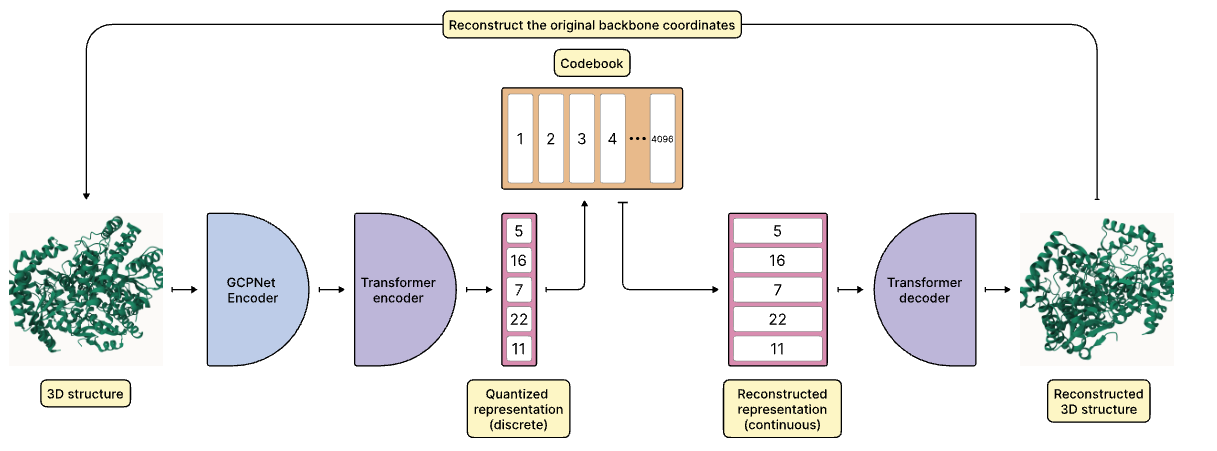 Reconstruct the original backbone coordinates
Codebook
1 2 3 4 ••• 4096
GCPNet
Encoder
Transformer
encoder
5
16
7
22
11
5
16
7
22
11
Transformer
decoder
3D structure
Quantized
representation
(discrete)
Reconstructed
representation
(continuous)
Reconstructed
3D structure